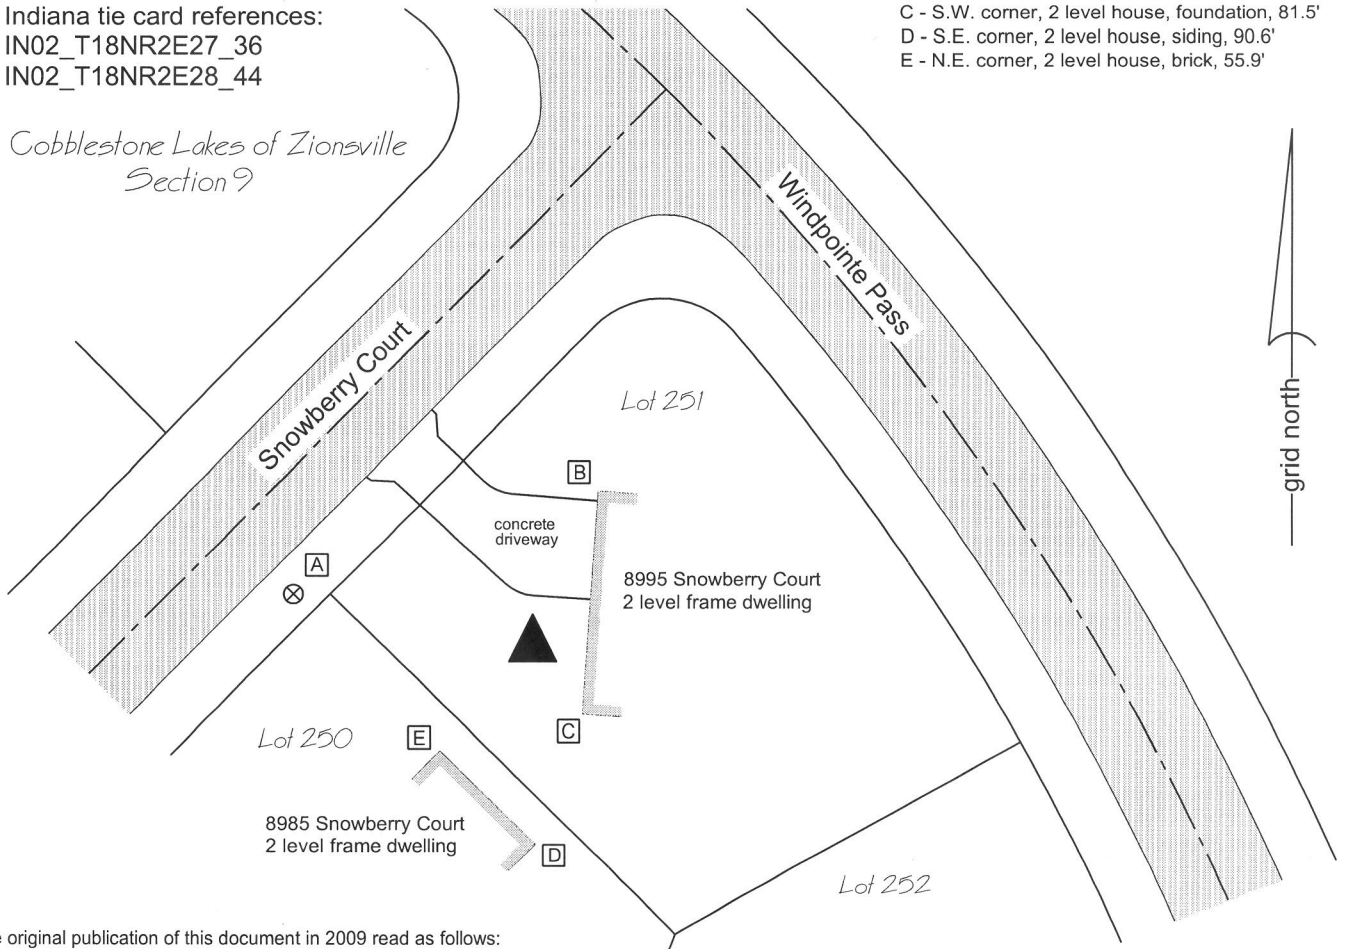 Indiana tie card references:
IN02_T18NR2E27_36
IN02_T18NR2E28_44
C - S.W. corner, 2 level house, foundation, 81.5'
D - S.E. corner, 2 level house, siding, 90.6'
E - N.E. corner, 2 level house, brick, 55.9'
Cobblestone Lakes of Zionsville
Section 9
Windpointe Pass
Snowberry Court
Lot 251
grid north
B
concrete
driveway
A
8995 Snowberry Court
2 level frame dwelling
C
Lot 250
E
8985 Snowberry Court
2 level frame dwelling
D
Lot 252
original publication of this document in 2009 read as follows: